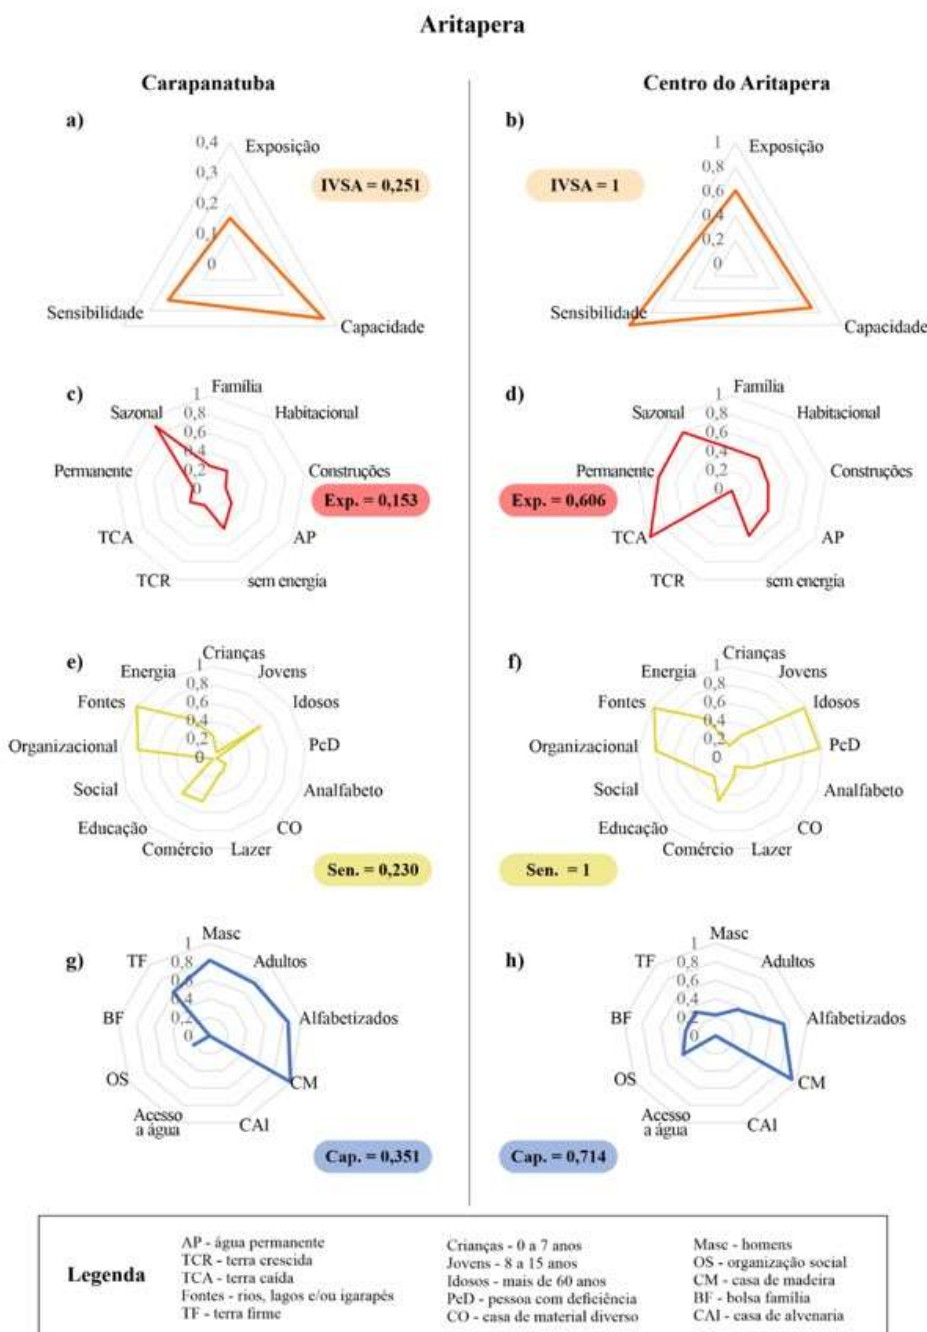 Aritapera
Carapanatuba
Centro do Aritapera
a)
0,4
0,3
0,2
0,1
0
Exposição
IVSA = 0,251
Sensibilidade
Capacidade
b)
1
0,8
0,6
0,4
0,2
0
Exposição
IVSA = 1
Sensibilidade
Capacidade
c)
Família
1
0,8
0,6
0,4
0,2
0
Sazonal
Habitacional
Permanente
Construções
Exp. = 0,153
TCA
AP
TCR
sem energia
d)
Família
1
0,8
0,6
0,4
0,2
0
Sazonal
Habitacional
Permanente
Construções
Exp. = 0,606
TCA
AP
TCR
sem energia
e)
Crianças
1
0,8
0,6
0,4
0,2
0
Energia
Jovens
Fontes
Idosos
Organizacional
PcD
Social
Analfabeto
Educação
CO
Comércio
Lazer
Sen. = 0,230
f)
Crianças
1
0,8
0,6
0,4
0,2
0
Energia
Jovens
Fontes
Idosos
Organizacional
PcD
Social
Analfabeto
Educação
CO
Comércio
Lazer
Sen. = 1
g)
Masc
1
0,8
0,6
0,4
0,2
0
TF
Adultos
BF
Alfabetizados
OS
CM
Acesso
a água
CAI
Cap. = 0,351
h)
Masc
1
0,8
0,6
0,4
0,2
0
TF
Adultos
BF
Alfabetizados
OS
CM
Acesso
a água
CAI
Cap. = 0,714
Legenda
AP - água permanente
TCR - terra crescida
TCA - terra caída
Fontes - rios, lagos e/ou igarapés
TF - terra firme
Crianças - 0 a 7 anos
Jovens - 8 a 15 anos
Idosos - mais de 60 anos
PcD - pessoa com deficiência
CO - casa de material diverso
Masc - homens
OS - organização social
CM - casa de madeira
BF - bolsa família
CAI - casa de alvenaria